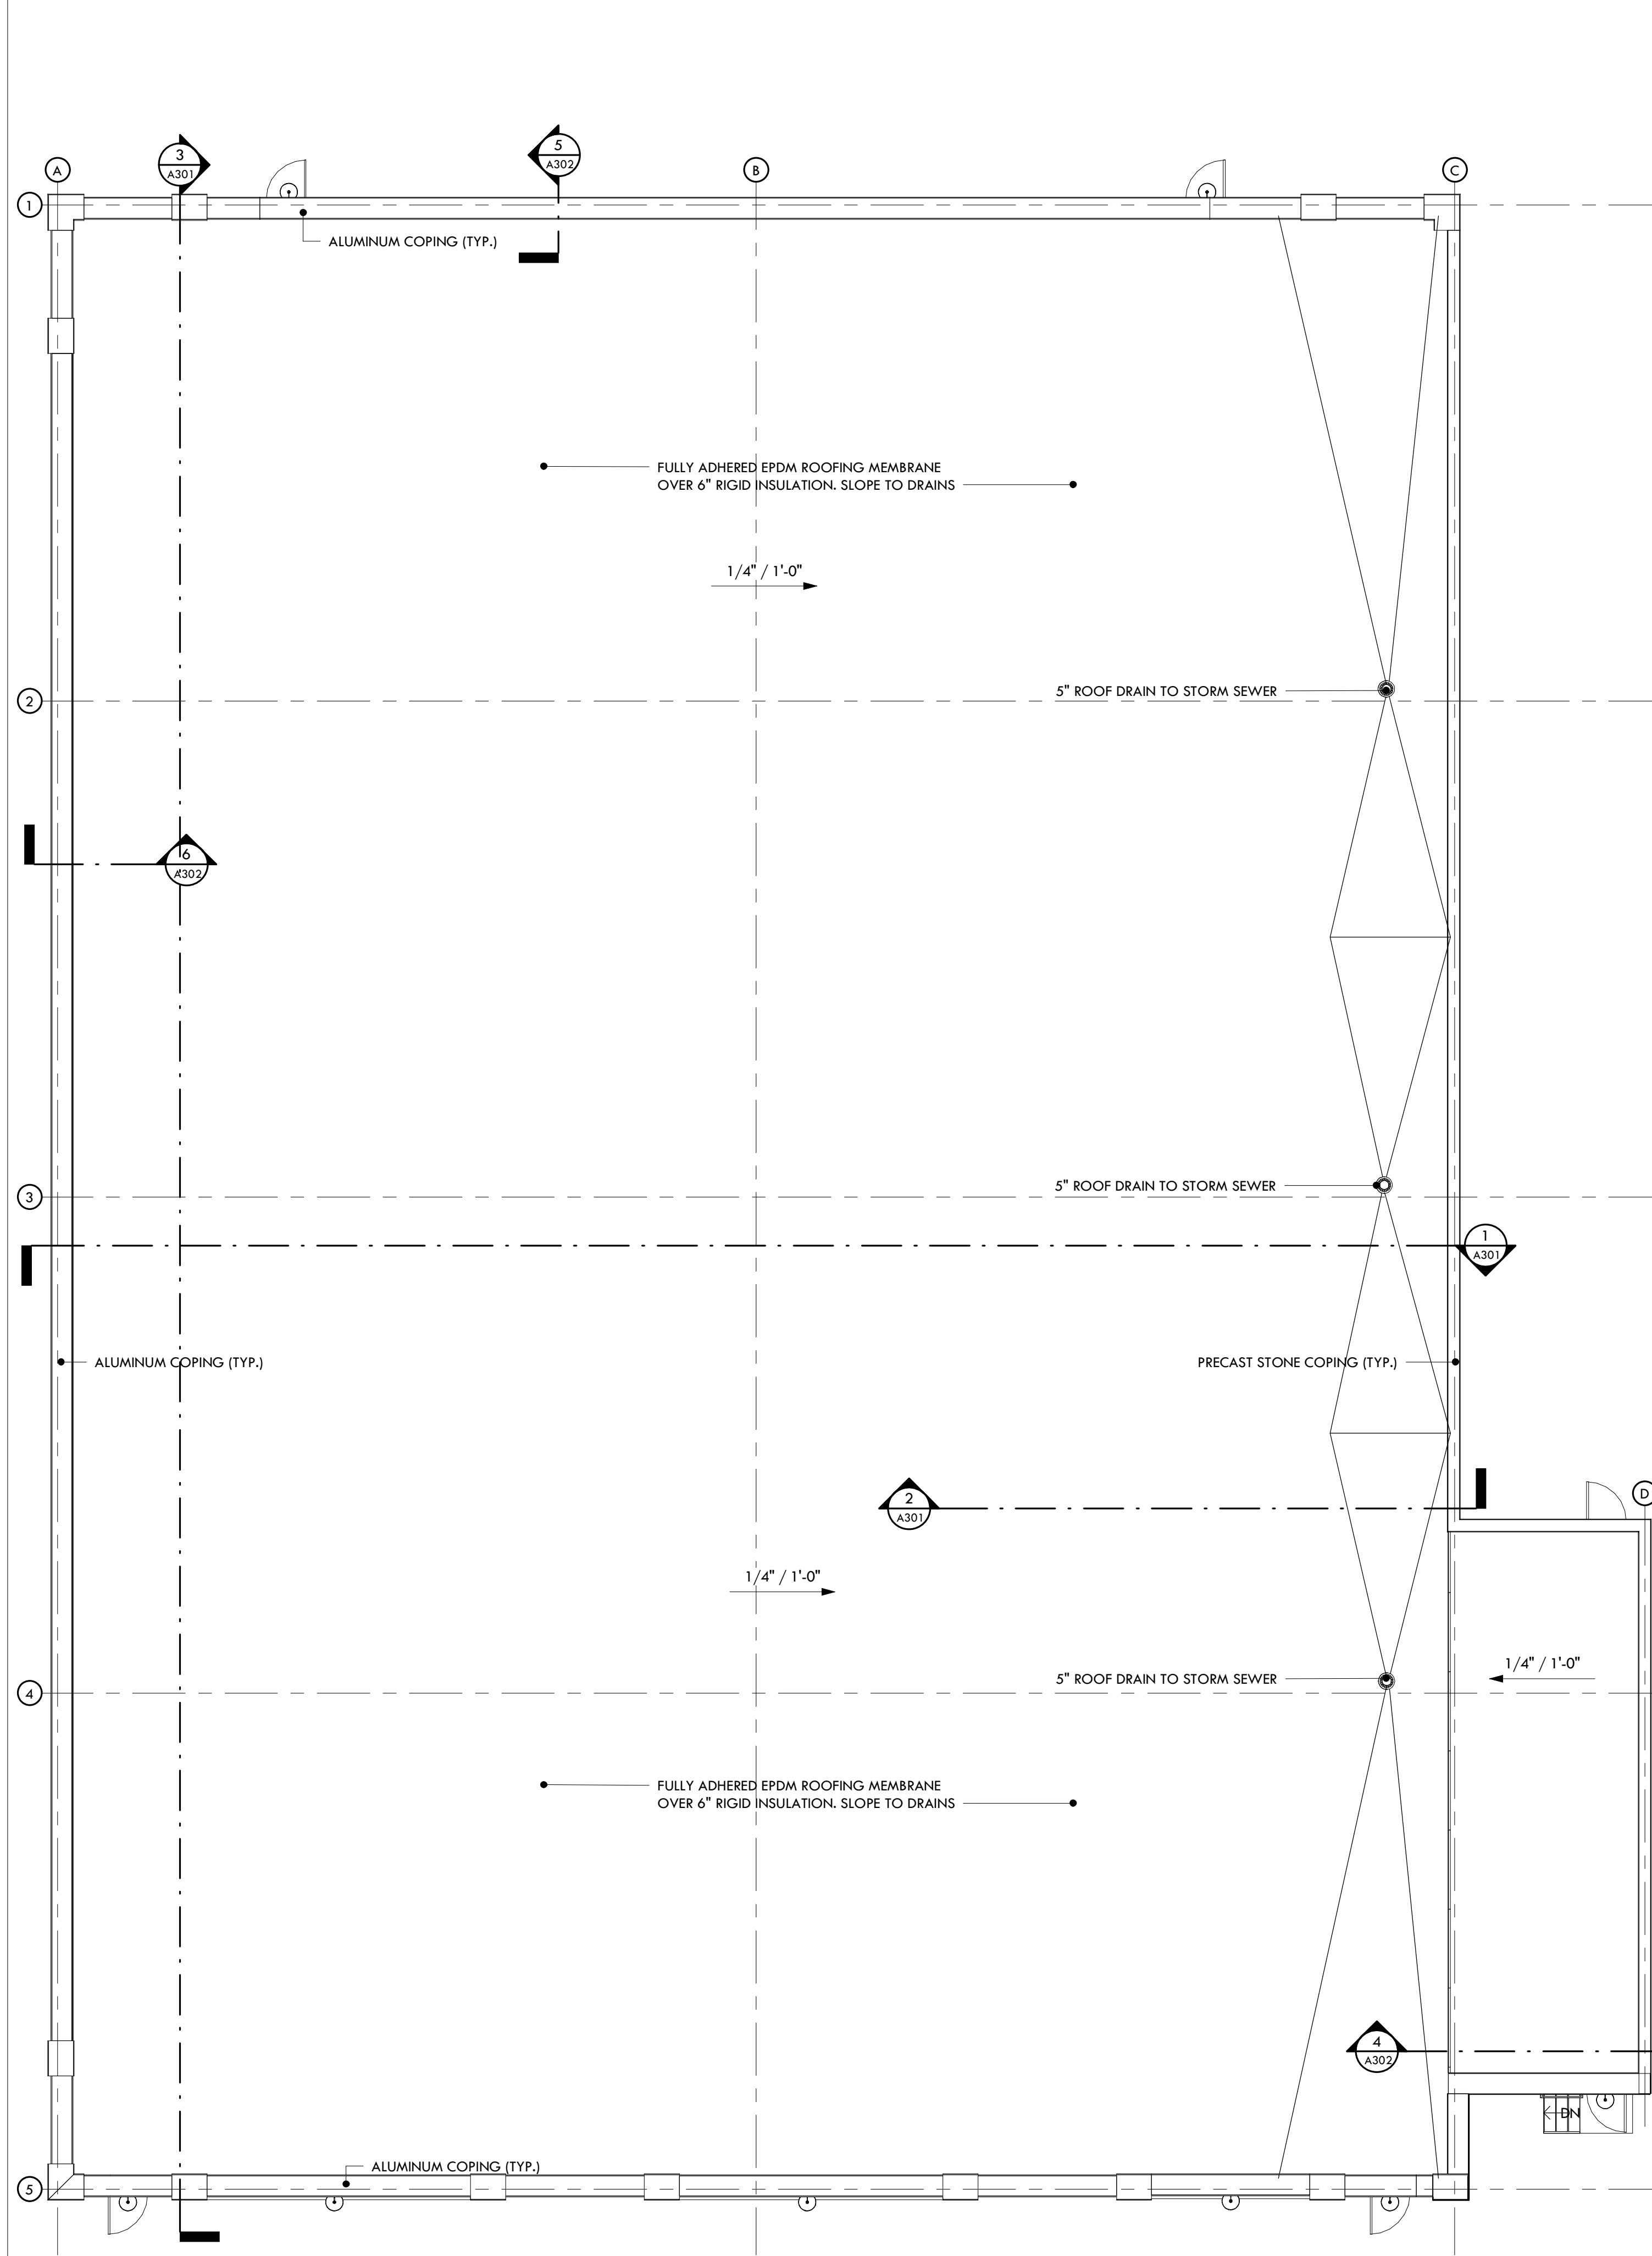 3
A301
5
A302
A
B
C
1
ALUMINUM COPING (TYP.)
FULLY ADHERED EPDM ROOFING MEMBRANE
OVER 6" RIGID INSULATION. SLOPE TO DRAINS
1/4" / 1'-0"
2
5" ROOF DRAIN TO STORM SEWER
6
A302
3
5" ROOF DRAIN TO STORM SEWER
1
A301
ALUMINUM COPING (TYP.)
PRECAST STONE COPING (TYP.)
2
A301
D
1/4" / 1'-0"
1/4" / 1'-0"
5" ROOF DRAIN TO STORM SEWER
4
FULLY ADHERED EPDM ROOFING MEMBRANE
OVER 6" RIGID INSULATION. SLOPE TO DRAINS
4
A302
DN
ALUMINUM COPING (TYP.)
5